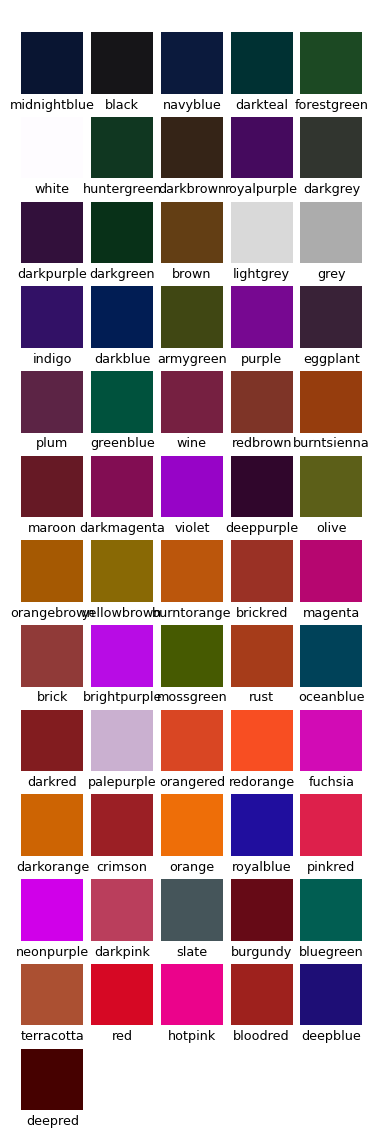 midnightblue black navyblue darkteal forestgreen
white huntergreen darkbrown royalpurple darkgrey
darkpurple darkgreen brown lightgrey grey
indigo darkblue armygreen purple eggplant
plum greenblue wine redbrown burntsienna
maroon darkmagenta violet deeppurple olive
orangebrown yellowbrown burntorange brickred magenta
brick brightpurple mossgreen rust oceanblue
darkred palepurple orangered redorange fuchsia
darkorange crimson orange royalblue pinkred
neonpurple darkpink slate burgundy bluegreen
terracotta red hotpink bloodred deepblue
deepred